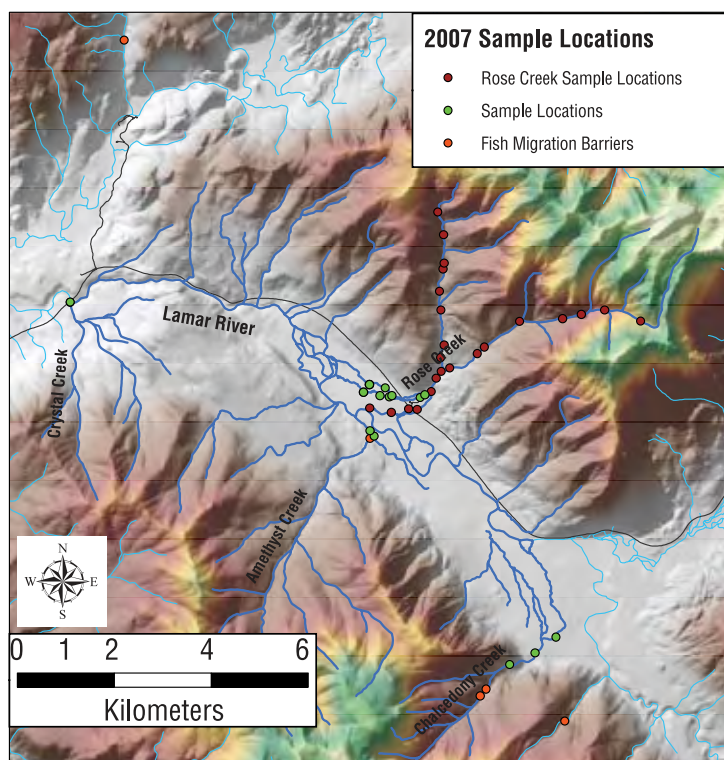 2007 Sample Locations
Rose Creek Sample Locations
Sample Locations
Fish Migration Barriers
Lamar River
Rose Creek
Crystal Creek
Amethyst Creek
Chalcedony Creek
N
W E
S
0 1 2 4 6
Kilometers